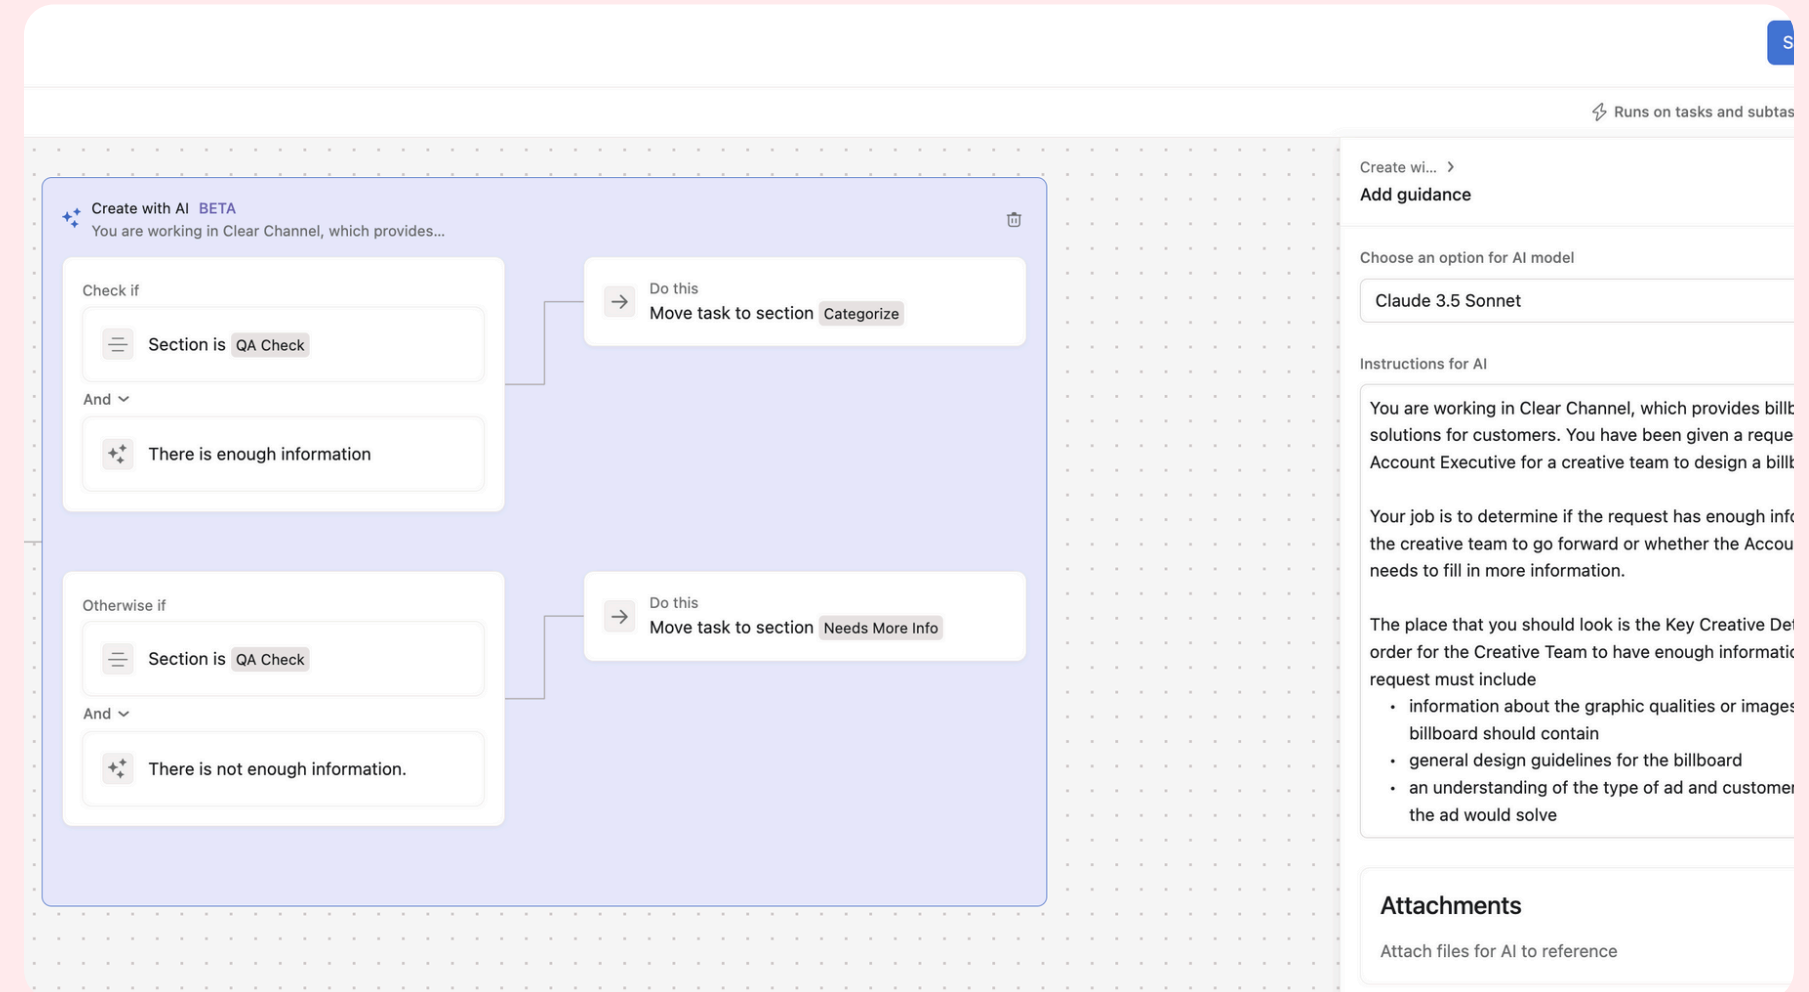 S
Runs on tasks and subtas
Create with AI BETA
You are working in Clear Channel, which provides...
Check if
Section is QA Check
And
There is enough information
Do this
Move task to section Categorize
Otherwise if
Section is QA Check
And
There is not enough information.
Do this
Move task to section Needs More Info
Create wi...
Add guidance
Choose an option for AI model
Claude 3.5 Sonnet
Instructions for AI
You are working in Clear Channel, which provides billb
solutions for customers. You have been given a reque
Account Executive for a creative team to design a billb
Your job is to determine if the request has enough info
the creative team to go forward or whether the Accou
needs to fill in more information.
The place that you should look is the Key Creative Det
order for the Creative Team to have enough informatio
request must include
• information about the graphic qualities or images
billboard should contain
• general design guidelines for the billboard
• an understanding of the type of ad and customer
the ad would solve
Attachments
Attach files for AI to reference